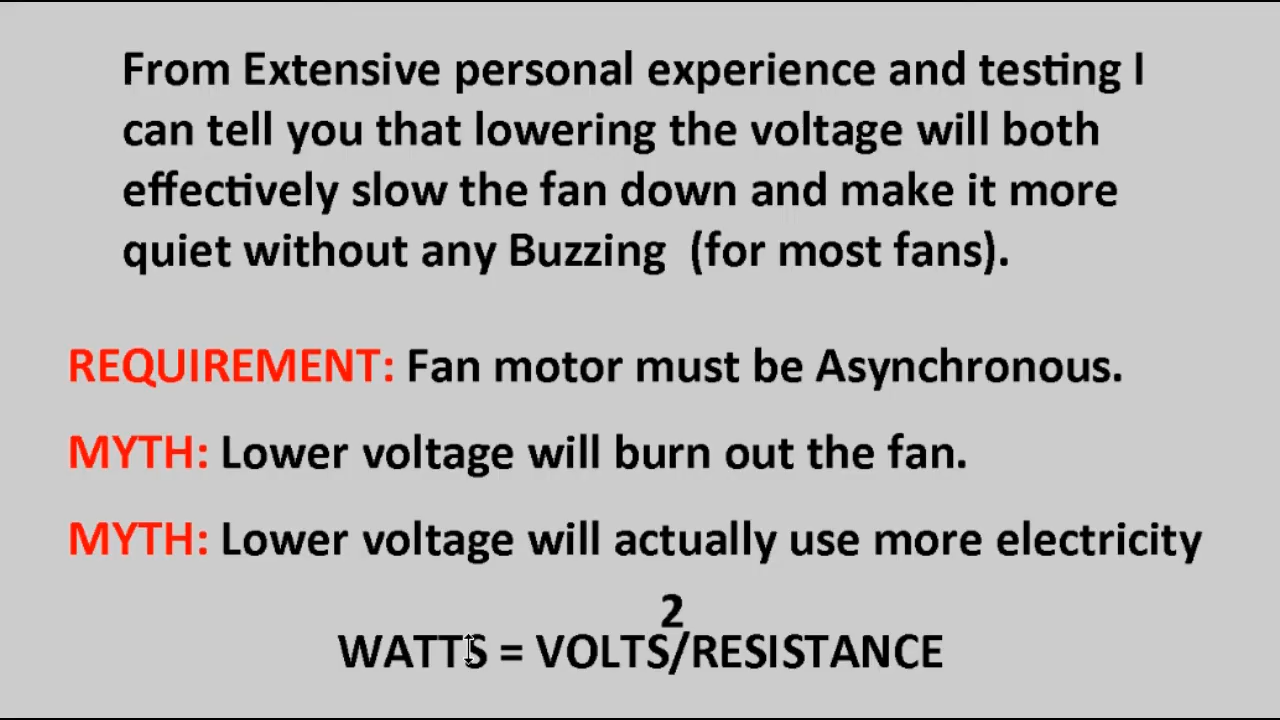 From Extensive personal experience and testing I
can tell you that lowering the voltage will both
effectively slow the fan down and make it more
quiet without any Buzzing (for most fans).
REQUIREMENT: Fan motor must be Asynchronous.
MYTH: Lower voltage will burn out the fan.
MYTH: Lower voltage will actually use more electricity
2
WATTS = VOLTS/RESISTANCE